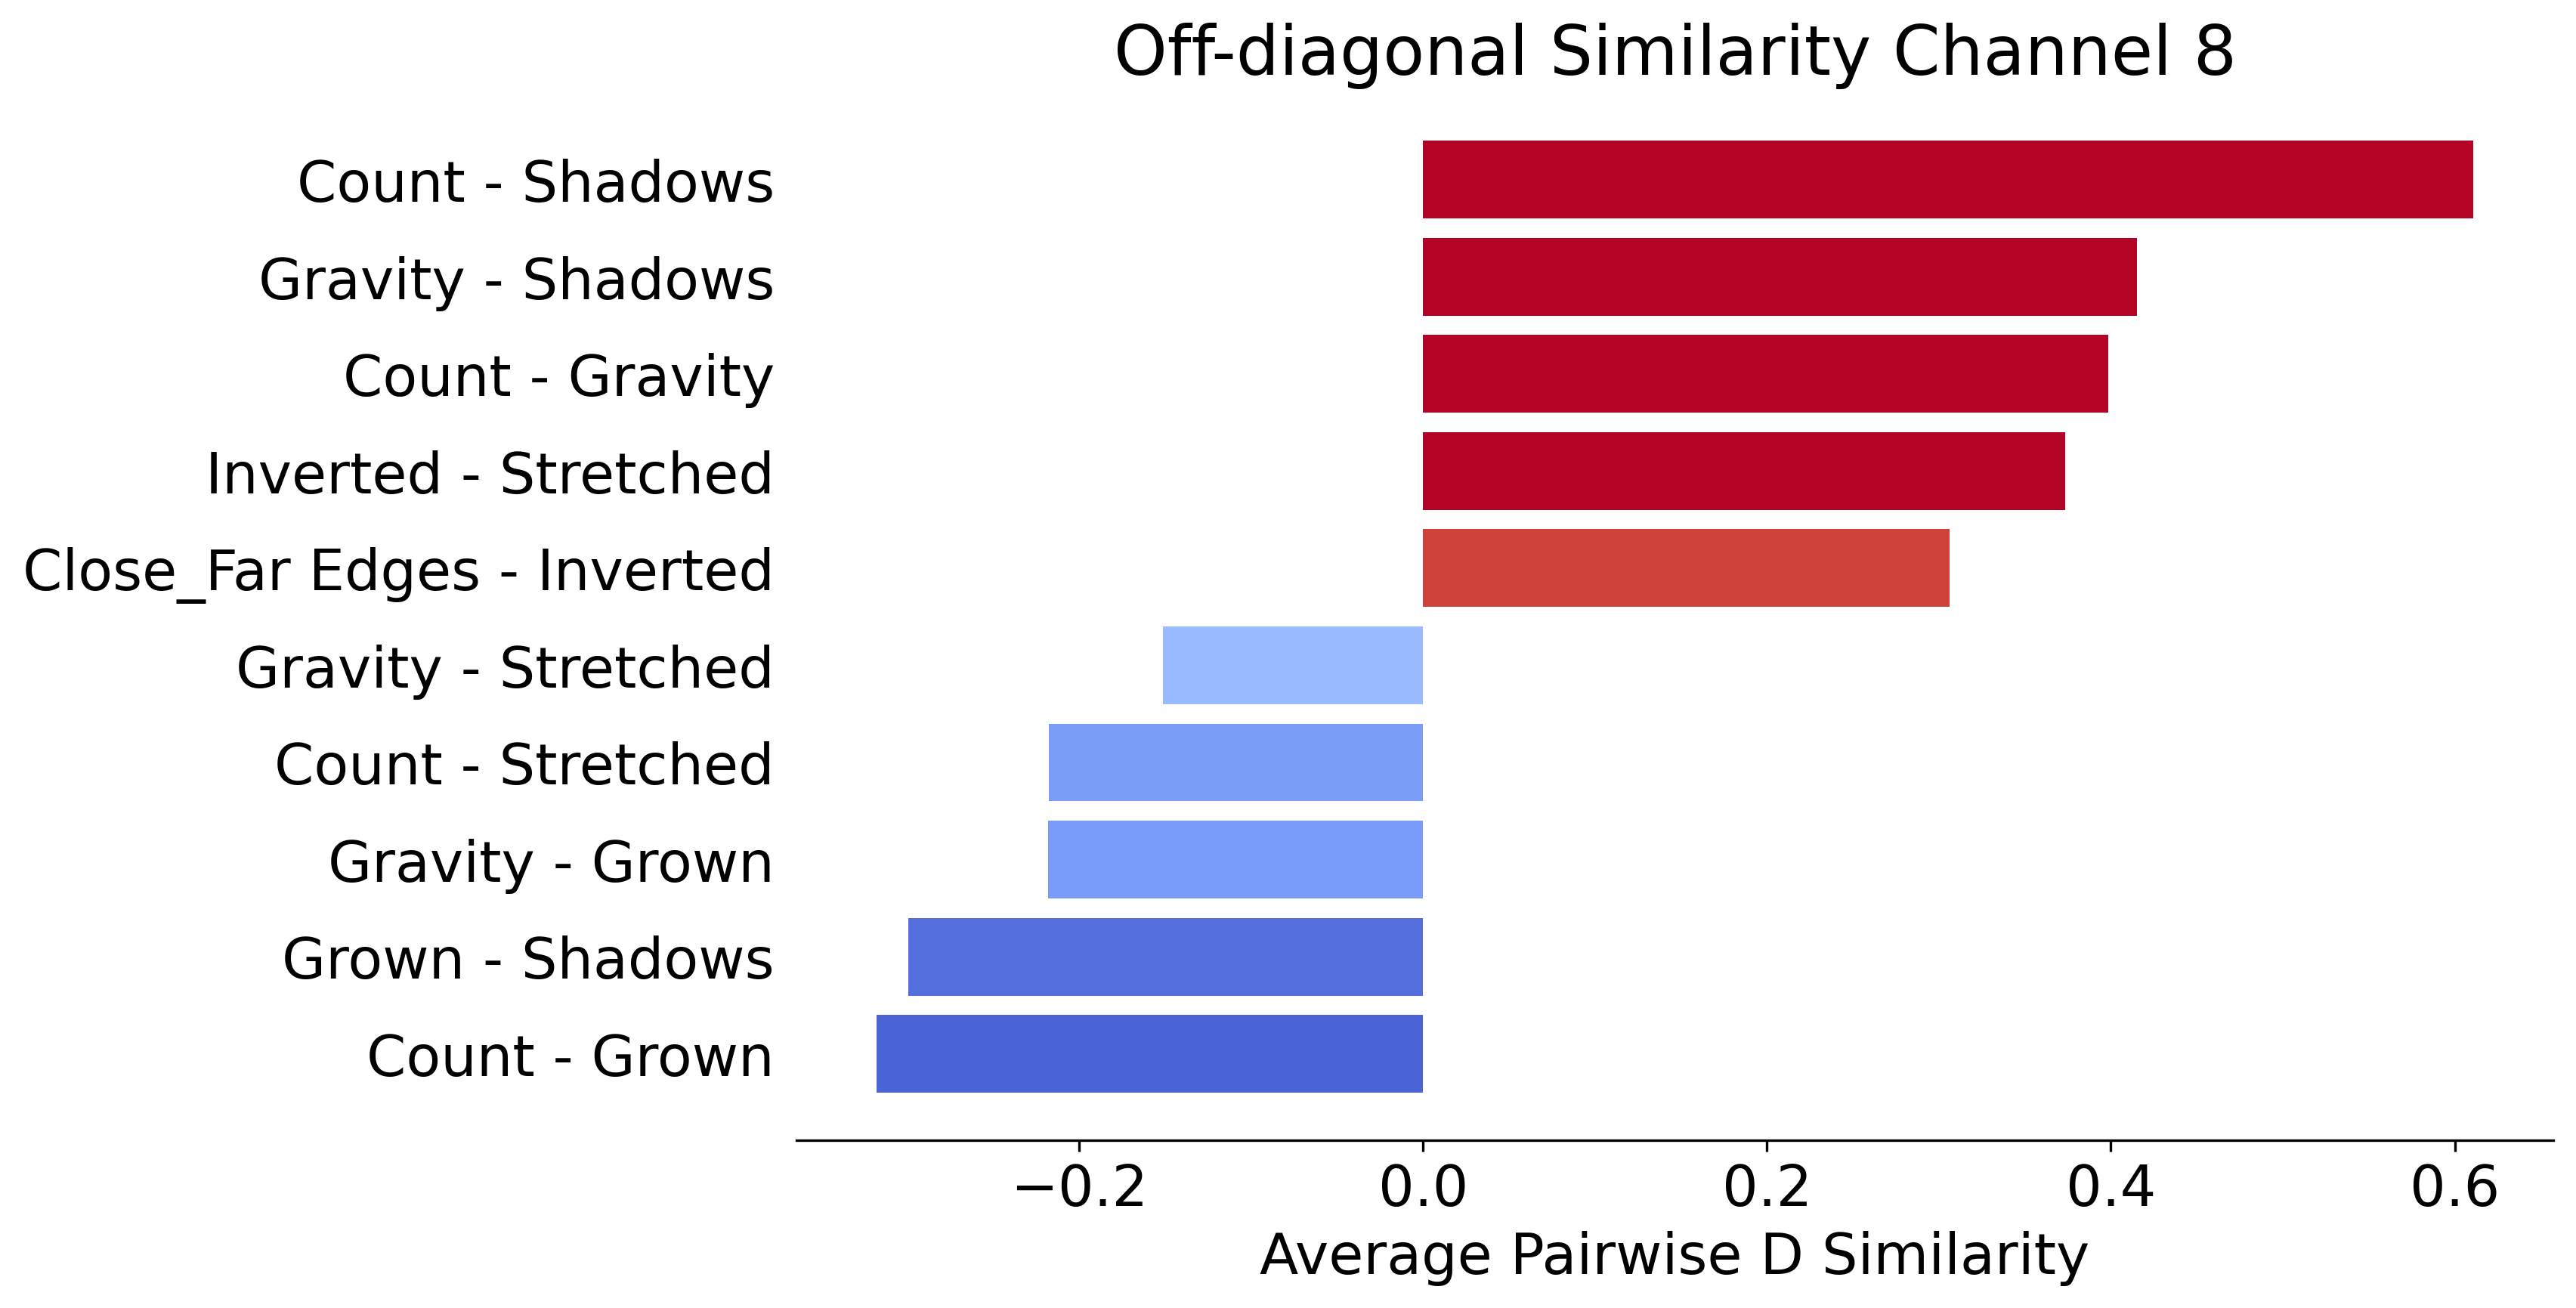 Off-diagonal Similarity Channel 8
Count - Shadows
Gravity - Shadows
Count - Gravity
Inverted - Stretched
Close_Far Edges - Inverted
Gravity - Stretched
Count - Stretched
Gravity - Grown
Grown - Shadows
Count - Grown
−0.2 0.0 0.2 0.4 0.6
Average Pairwise D Similarity